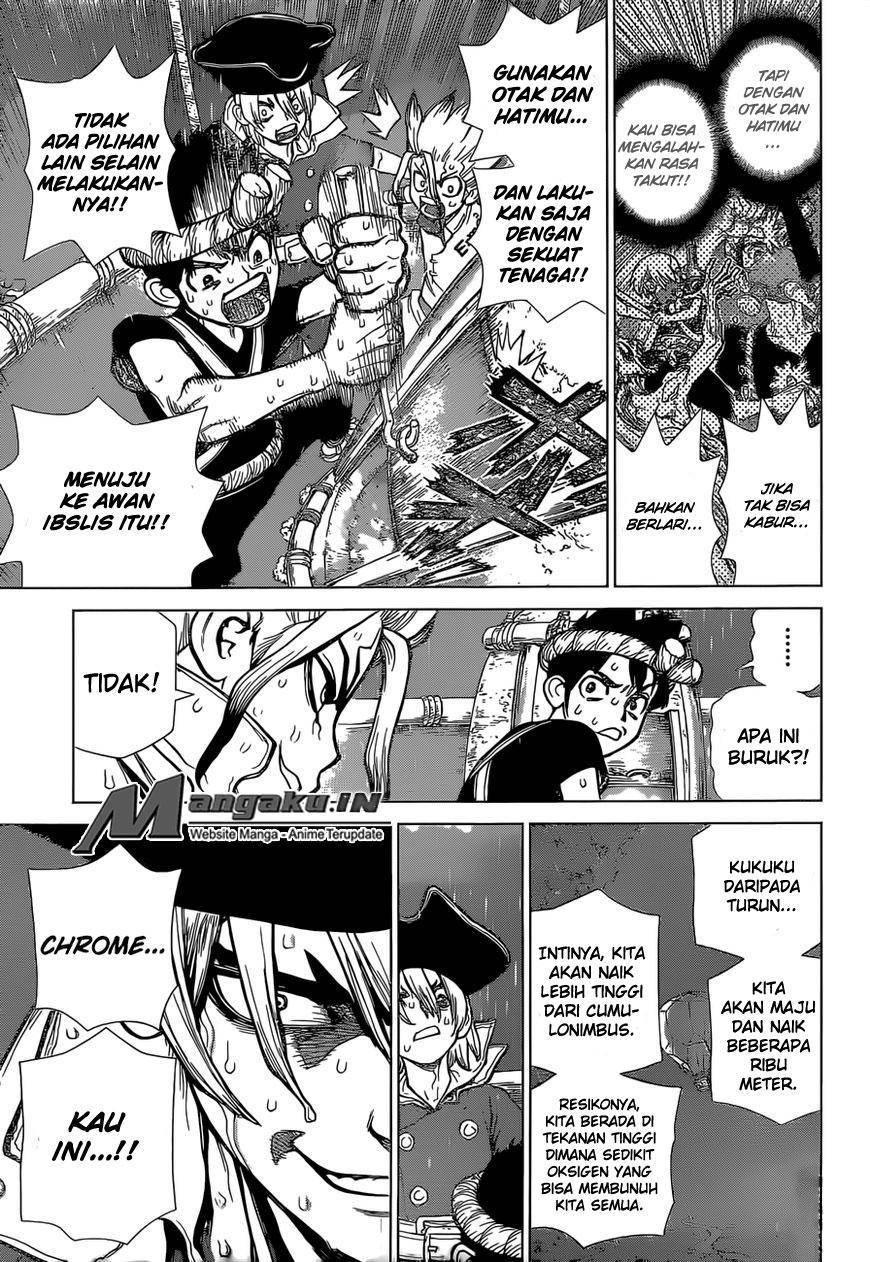 TAPI
DENGAN
OTAK DAN
HATIMU
...
KAU BISA
MENGALAH-
KAN RASA
TAKUT!!
JIKA
TAK BISA
KABUR...
BAHKAN
BERLARI...
GUNAKAN
OTAK DAN
HATIMU...
DAN LAKU-
KAN SAJA
DENGAN
SEKUAT
TENAGA!!
TIDAK
ADA PILIHAN
LAIN SELAIN
MELAKUKAN-
NYA!!
MENUJU
KE AWAN
IBSLIS ITU!!
......
APA INI
BURUK?!
TIDAK!
Mangaku.IN
Website Manga - Anime Terupdate
KUKUKU
DARIPADA
TURUN...
KITA
AKAN MAJU
DAN NAIK
BEBERAPA
RIBU
METER.
INTINYA, KITA
AKAN NAIK
LEBIH TINGGI
DARI CUMU-
LONIMBUS.
RESIKONYA,
KITA BERADA DI
TEKANAN TINGGI
DIMANA SEDIKIT
OKSIGEN YANG
BISA MEMBUNUH
KITA SEMUA.
CHROME...
KAU
INI...!!